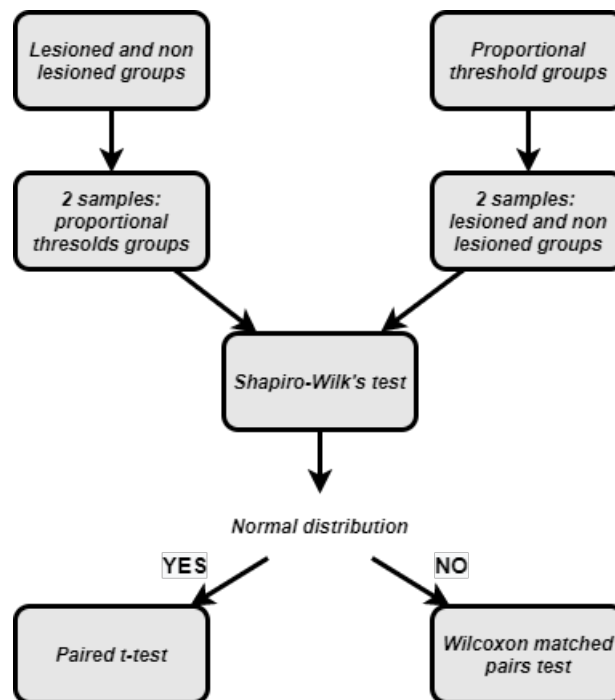 Lesioned and non
lesioned groups
Proportional
threshold groups
2 samples:
proportional
thresolds groups
2 samples:
lesioned and non
lesioned groups
Shapiro-Wilk's test
Normal distribution
YES
NO
Paired t-test
Wilcoxon matched
pairs test